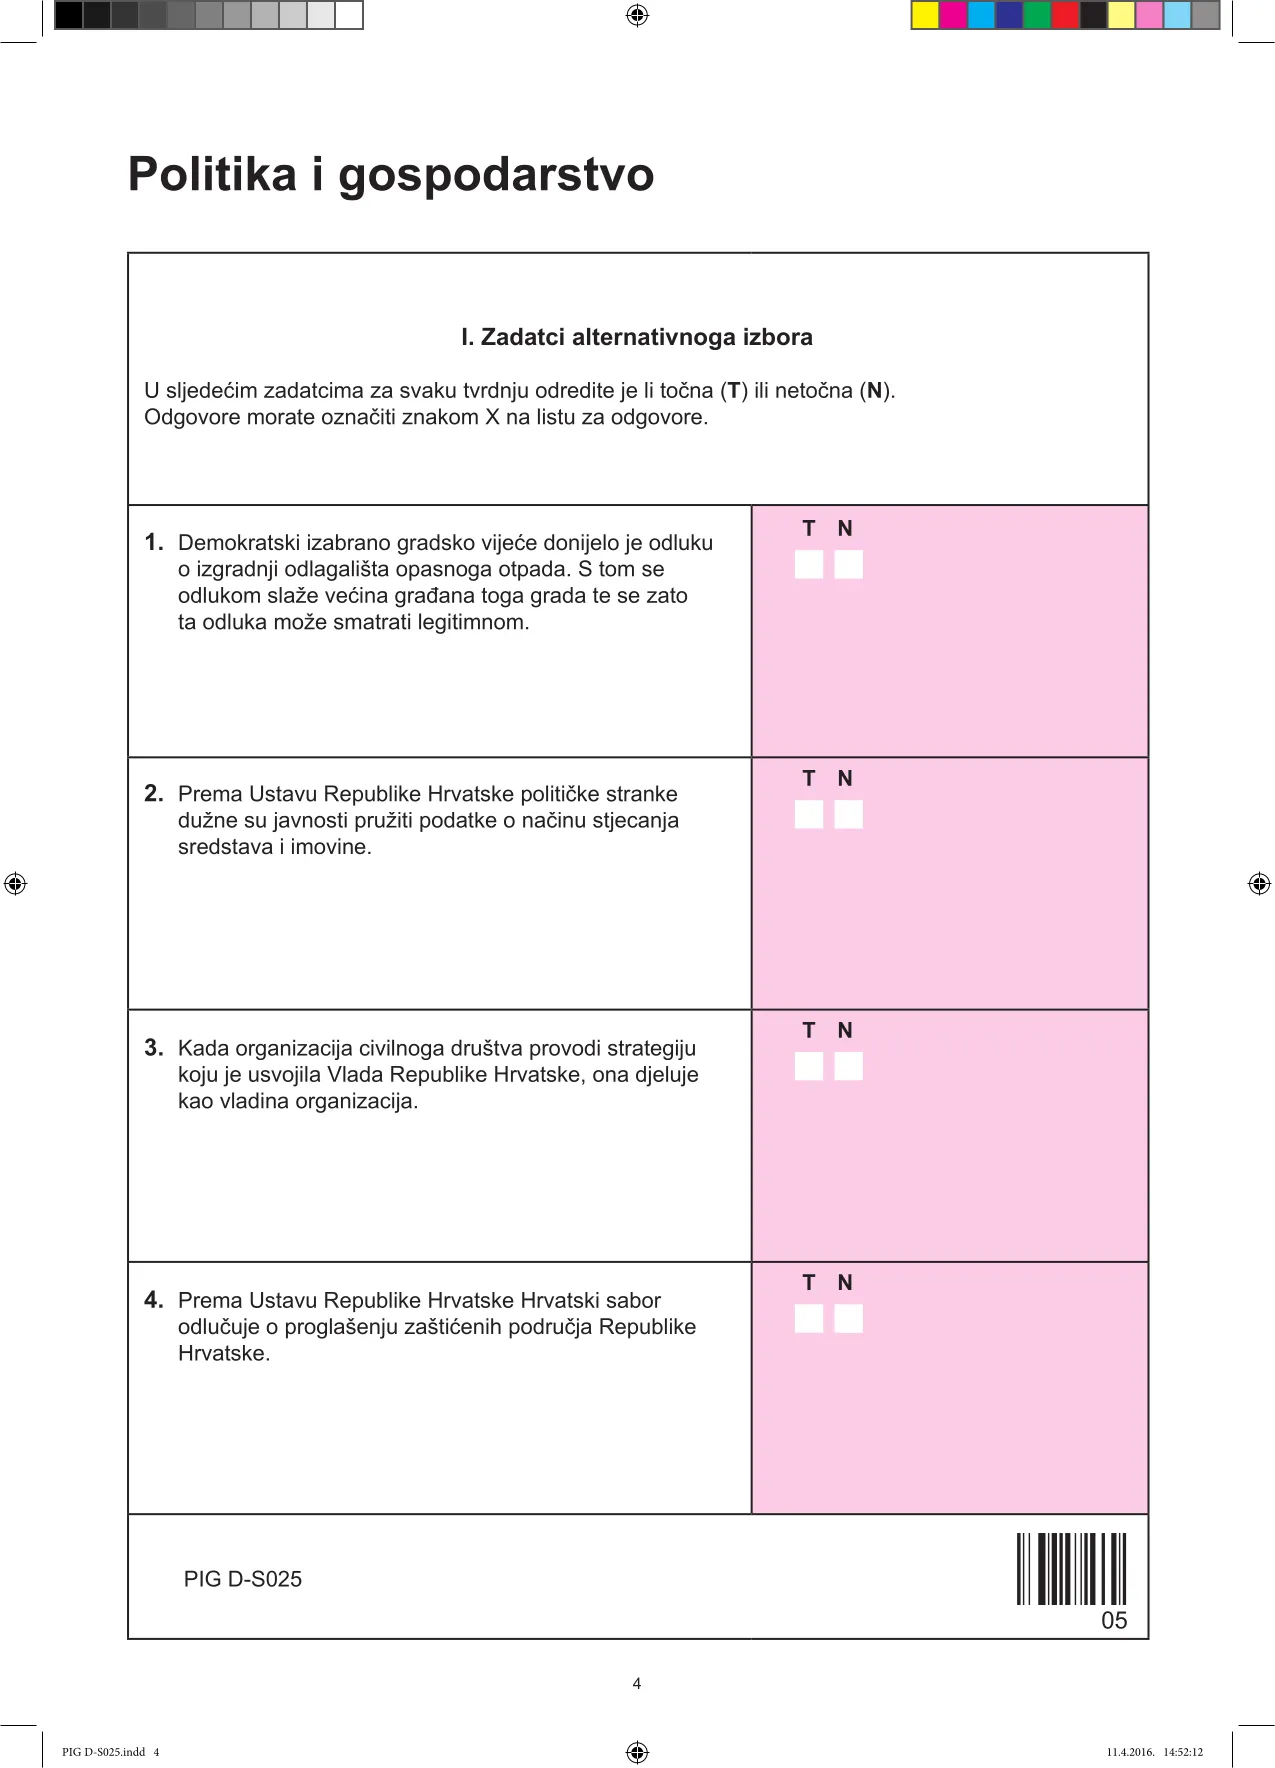 Politika i gospodarstvo
I. Zadatci alternativnoga izbora
U sljedećim zadatcima za svaku tvrdnju odredite je li točna (T) ili netočna (N).
Odgovore morate označiti znakom X na listu za odgovore.
T N
1. Demokratski izabrano gradsko vijeće donijelo je odluku
o izgradnji odlagališta opasnoga otpada. S tom se
odlukom slaže većina građana toga grada te se zato
ta odluka može smatrati legitimnom.
T N
2. Prema Ustavu Republike Hrvatske političke stranke
dužne su javnosti pružiti podatke o načinu stjecanja
sredstava i imovine.
T N
3. Kada organizacija civilnoga društva provodi strategiju
koju je usvojila Vlada Republike Hrvatske, ona djeluje
kao vladina organizacija.
T N
4. Prema Ustavu Republike Hrvatske Hrvatski sabor
odlučuje o proglašenju zaštićenih područja Republike
Hrvatske.
PIG D-S025
05
4
PIG D-S025.indd 4
11.4.2016. 14:52:12